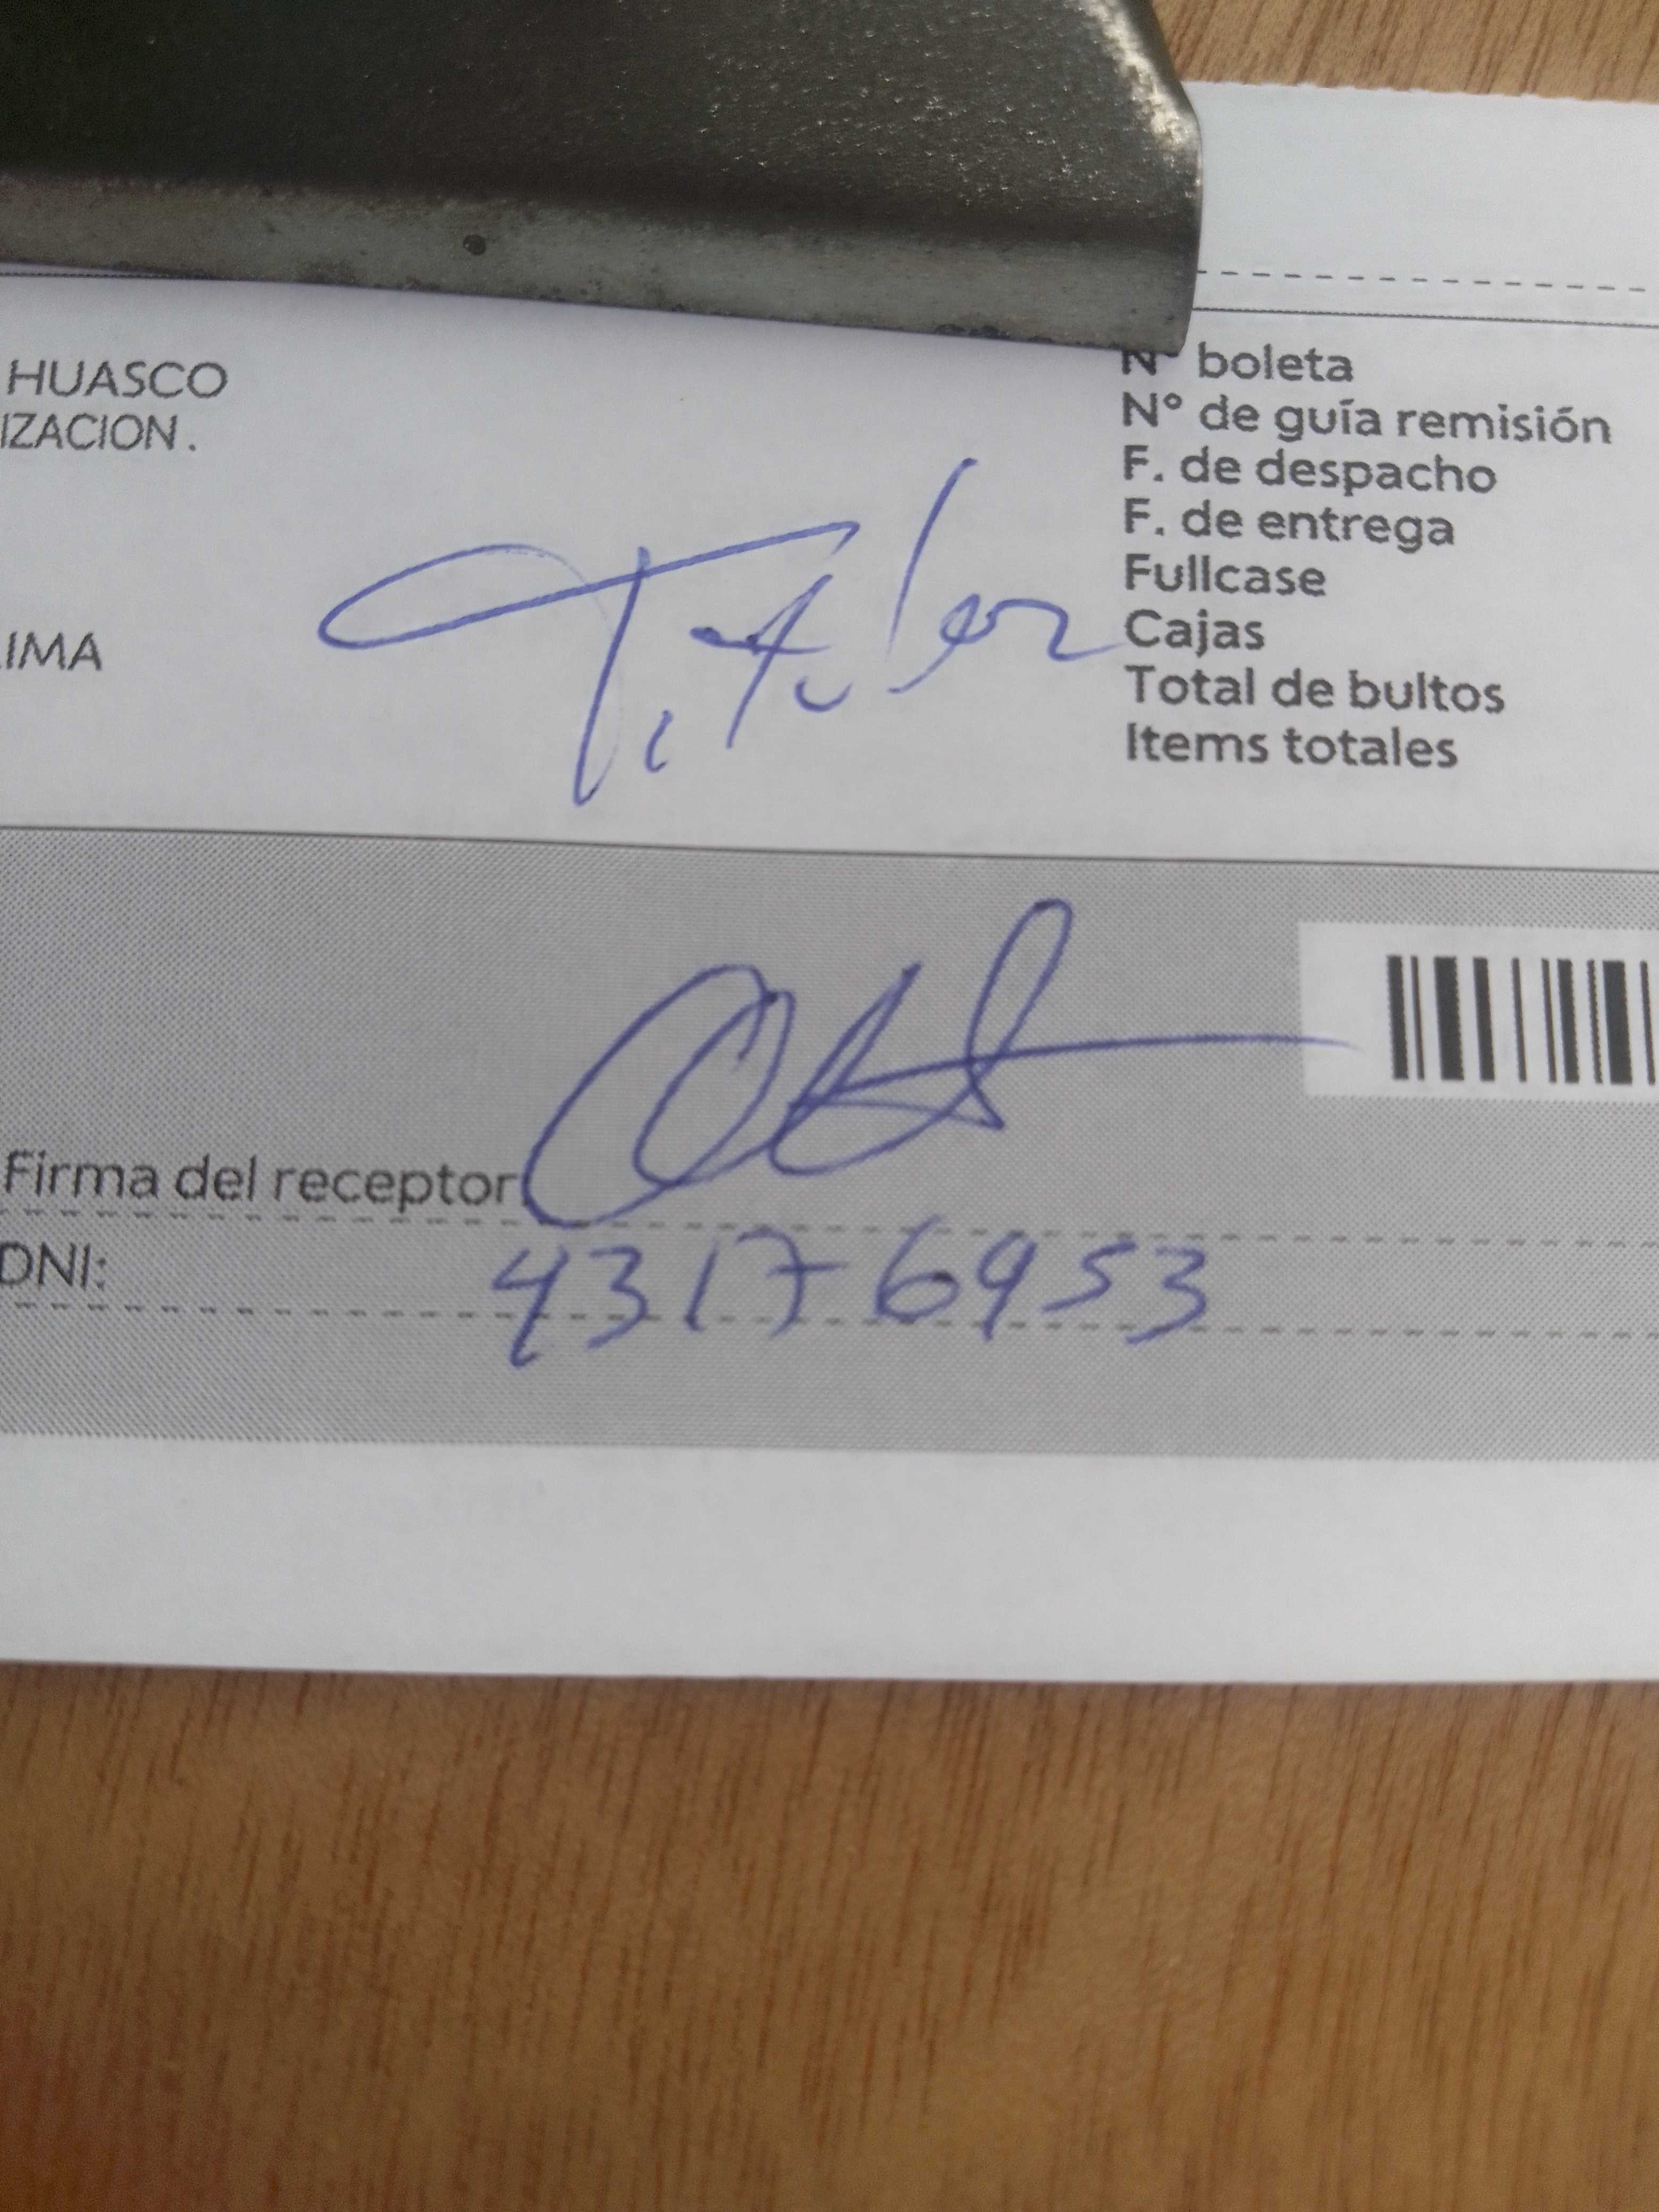 HUASCO
IZACION.
IMA
Titular
N° boleta
N° de guía remisión
F. de despacho
F. de entrega
Fullcase
Cajas
Total de bultos
Items totales
Firma del receptor
DNI: 43176953